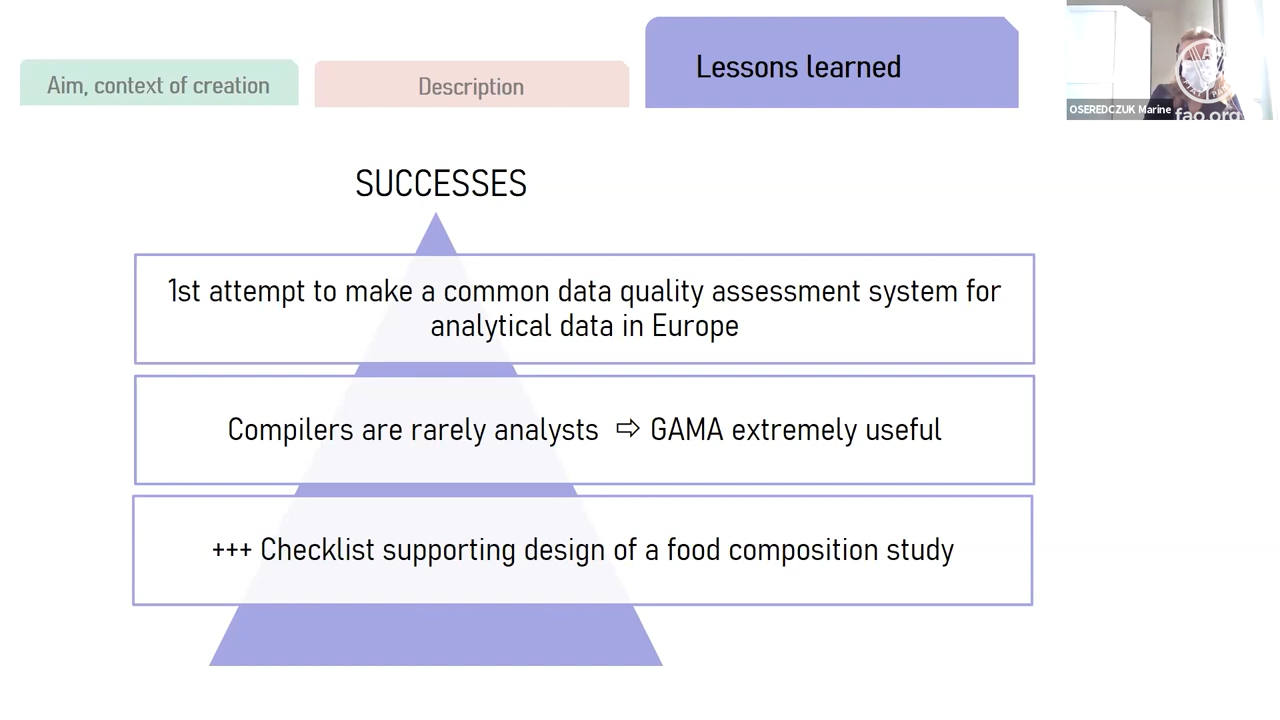 Aim, context of creation
Description
Lessons learned
OSEREDCZUK Marine
fao.org
SUCCESSES
1st attempt to make a common data quality assessment system for
analytical data in Europe
Compilers are rarely analysts ⇨ GAMA extremely useful
+++ Checklist supporting design of a food composition study